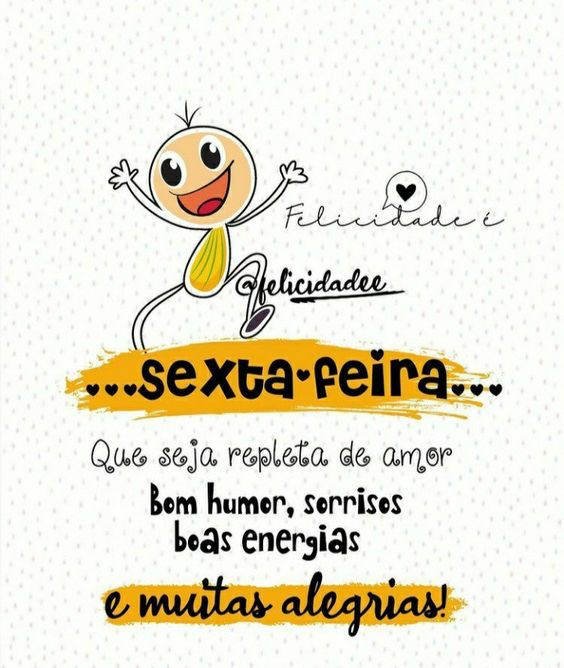 Felicidade é
@felicidadee
...sexta-feira...
Que seja repleta de amor
Bom humor, sorrisos
boas energias
e muitas alegrias!